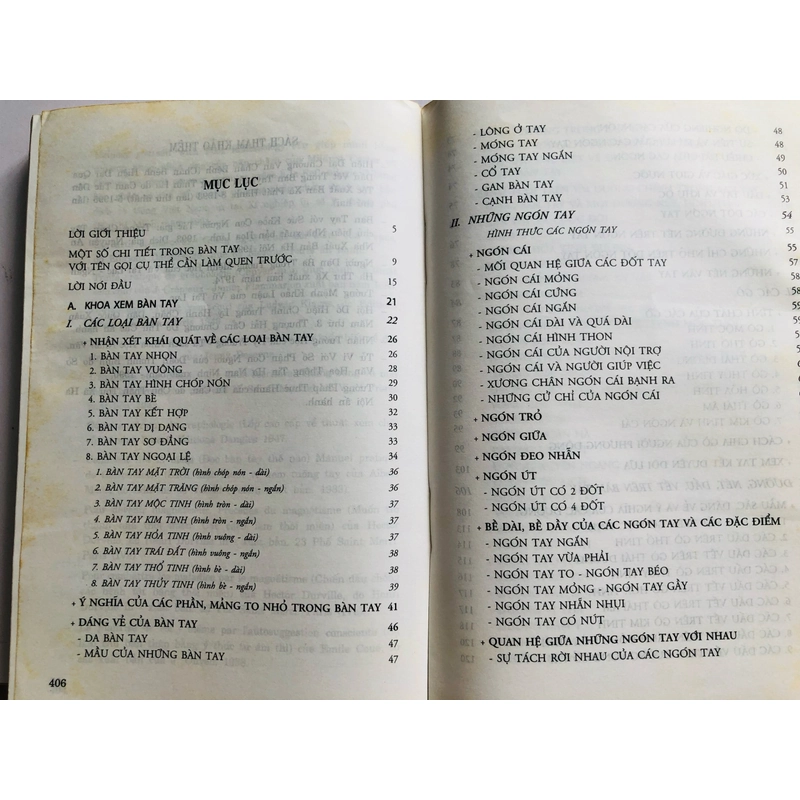 MỤC LỤC
LỜI GIỚI THIỆU 5
MỘT SỐ CHI TIẾT TRONG BÀN TAY
VỚI TÊN GỌI CỤ THỂ CẦN LÀM QUEN TRƯỚC 9
LỜI NÓI ĐẦU 15
A. KHOA XEM BÀN TAY 21
I. CÁC LOẠI BÀN TAY 22
+ NHẬN XÉT KHÁI QUÁT VỀ CÁC LOẠI BÀN TAY 26
1. BÀN TAY NHỌN 26
2. BÀN TAY VUÔNG 28
3. BÀN TAY HÌNH CHÓP NÓN 29
4. BÀN TAY BÈ 30
5. BÀN TAY KẾT HỢP 32
6. BÀN TAY DỊ DẠNG 33
7. BÀN TAY SƠ ĐẲNG 33
8. BÀN TAY NGOẠI LỆ 34
1. BÀN TAY MẶT TRỜI (hình chóp nón - dài) 36
2. BÀN TAY MẶT TRĂNG (hình chóp nón - ngắn) 36
3. BÀN TAY MỘC TINH (hình tròn - dài) 37
4. BÀN TAY KIM TINH (hình tròn - ngắn) 37
5. BÀN TAY HỎA TINH (hình vuông - dài) 37
6. BÀN TAY TRÁI ĐẤT (hình vuông - ngắn) 38
7. BÀN TAY THỔ TINH (hình bè - dài) 38
8. BÀN TAY THỦY TINH (hình bè - ngắn) 39
+ Ý NGHĨA CỦA CÁC PHẦN, MẢNG TO NHỎ TRONG BÀN TAY 41
+ DÁNG VẺ CỦA BÀN TAY 46
- DA BÀN TAY 47
- MẦU CỦA NHỮNG BÀN TAY 47
406
- LÔNG Ở TAY 48
- MÓNG TAY 48
- MÓNG TAY NGẮN 49
- CỔ TAY 50
- GAN BÀN TAY 51
- CẠNH BÀN TAY 53
II. NHỮNG NGÓN TAY 54
HÌNH THỨC CÁC NGÓN TAY 55
+ NGÓN CÁI 55
- MỐI QUAN HỆ GIỮA CÁC ĐỐT TAY 57
- NGÓN CÁI MỎNG 58
- NGÓN CÁI CỨNG
- NGÓN CÁI NGẮN
- NGÓN CÁI DÀI VÀ QUÁ DÀI
- NGÓN CÁI HÌNH THON
- NGÓN CÁI CỦA NGƯỜI NỘI TRỢ
- NGÓN CÁI VÀ NGƯỜI GIÚP VIỆC
- XƯƠNG CHÂN NGÓN CÁI BẠNH RA
- NHỮNG CỬ CHỈ CỦA NGÓN CÁI
+ NGÓN TRỎ
+ NGÓN GIỮA
+ NGÓN ĐEO NHẪN
+ NGÓN ÚT
- NGÓN ÚT CÓ 2 ĐỐT
- NGÓN ÚT CÓ 4 ĐỐT
+ BỀ DÀI, BỀ DẦY CỦA CÁC NGÓN TAY VÀ CÁC ĐẶC ĐIỂM
- NGÓN TAY NGẮN
- NGÓN TAY VỪA PHẢI
- NGÓN TAY TO - NGÓN TAY BÉO
- NGÓN TAY MỎNG - NGÓN TAY GẦY
- NGÓN TAY NHẴN NHỤI
- NGÓN TAY CÓ NÚT
+ QUAN HỆ GIỮA NHỮNG NGÓN TAY VỚI NHAU
- SỰ TÁCH RỜI NHAU CỦA CÁC NGÓN TAY